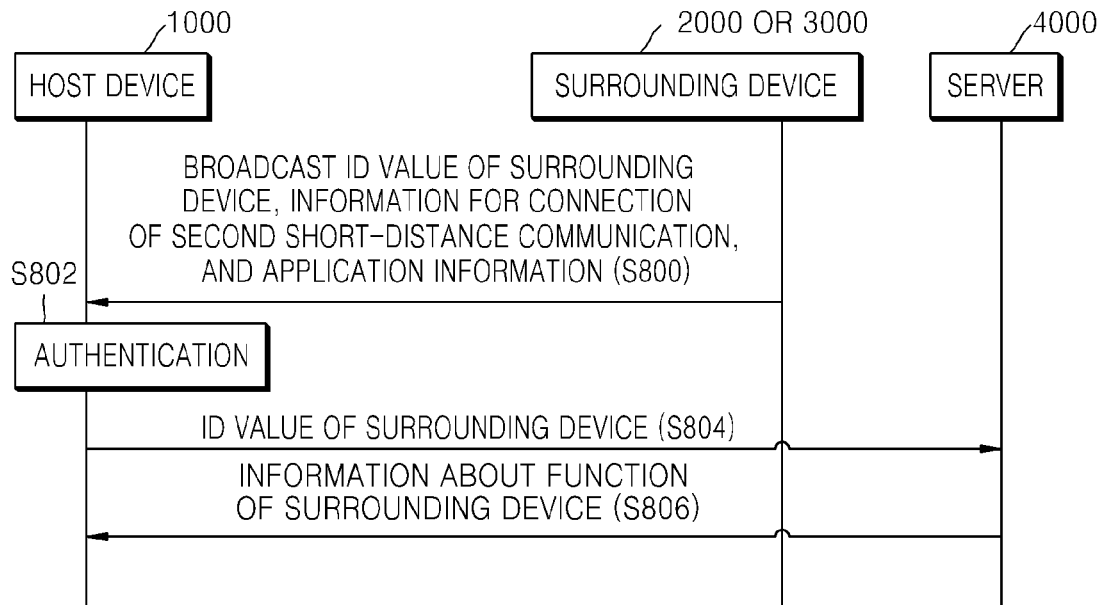 1000
2000 OR 3000
4000
HOST DEVICE
SURROUNDING DEVICE
SERVER
BROADCAST ID VALUE OF SURROUNDING
DEVICE, INFORMATION FOR CONNECTION
OF SECOND SHORT-DISTANCE COMMUNICATION,
AND APPLICATION INFORMATION (S800)
S802
AUTHENTICATION
ID VALUE OF SURROUNDING DEVICE (S804)
INFORMATION ABOUT FUNCTION
OF SURROUNDING DEVICE (S806)